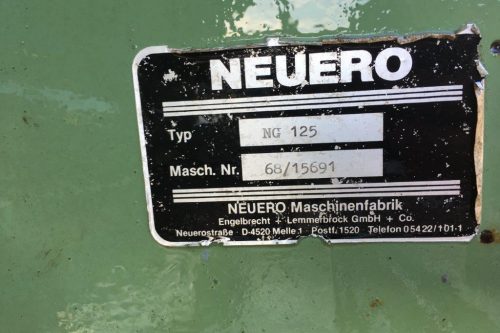 NEUERO
Typ NG 125
Masch. Nr. 68/15691
NEUERO Maschinenfabrik
Engelbrecht + Lemmerbrock GmbH + Co.
Neuerostraße · D-4520 Melle 1 · Postf. 1520 Telefon 05422/101-1